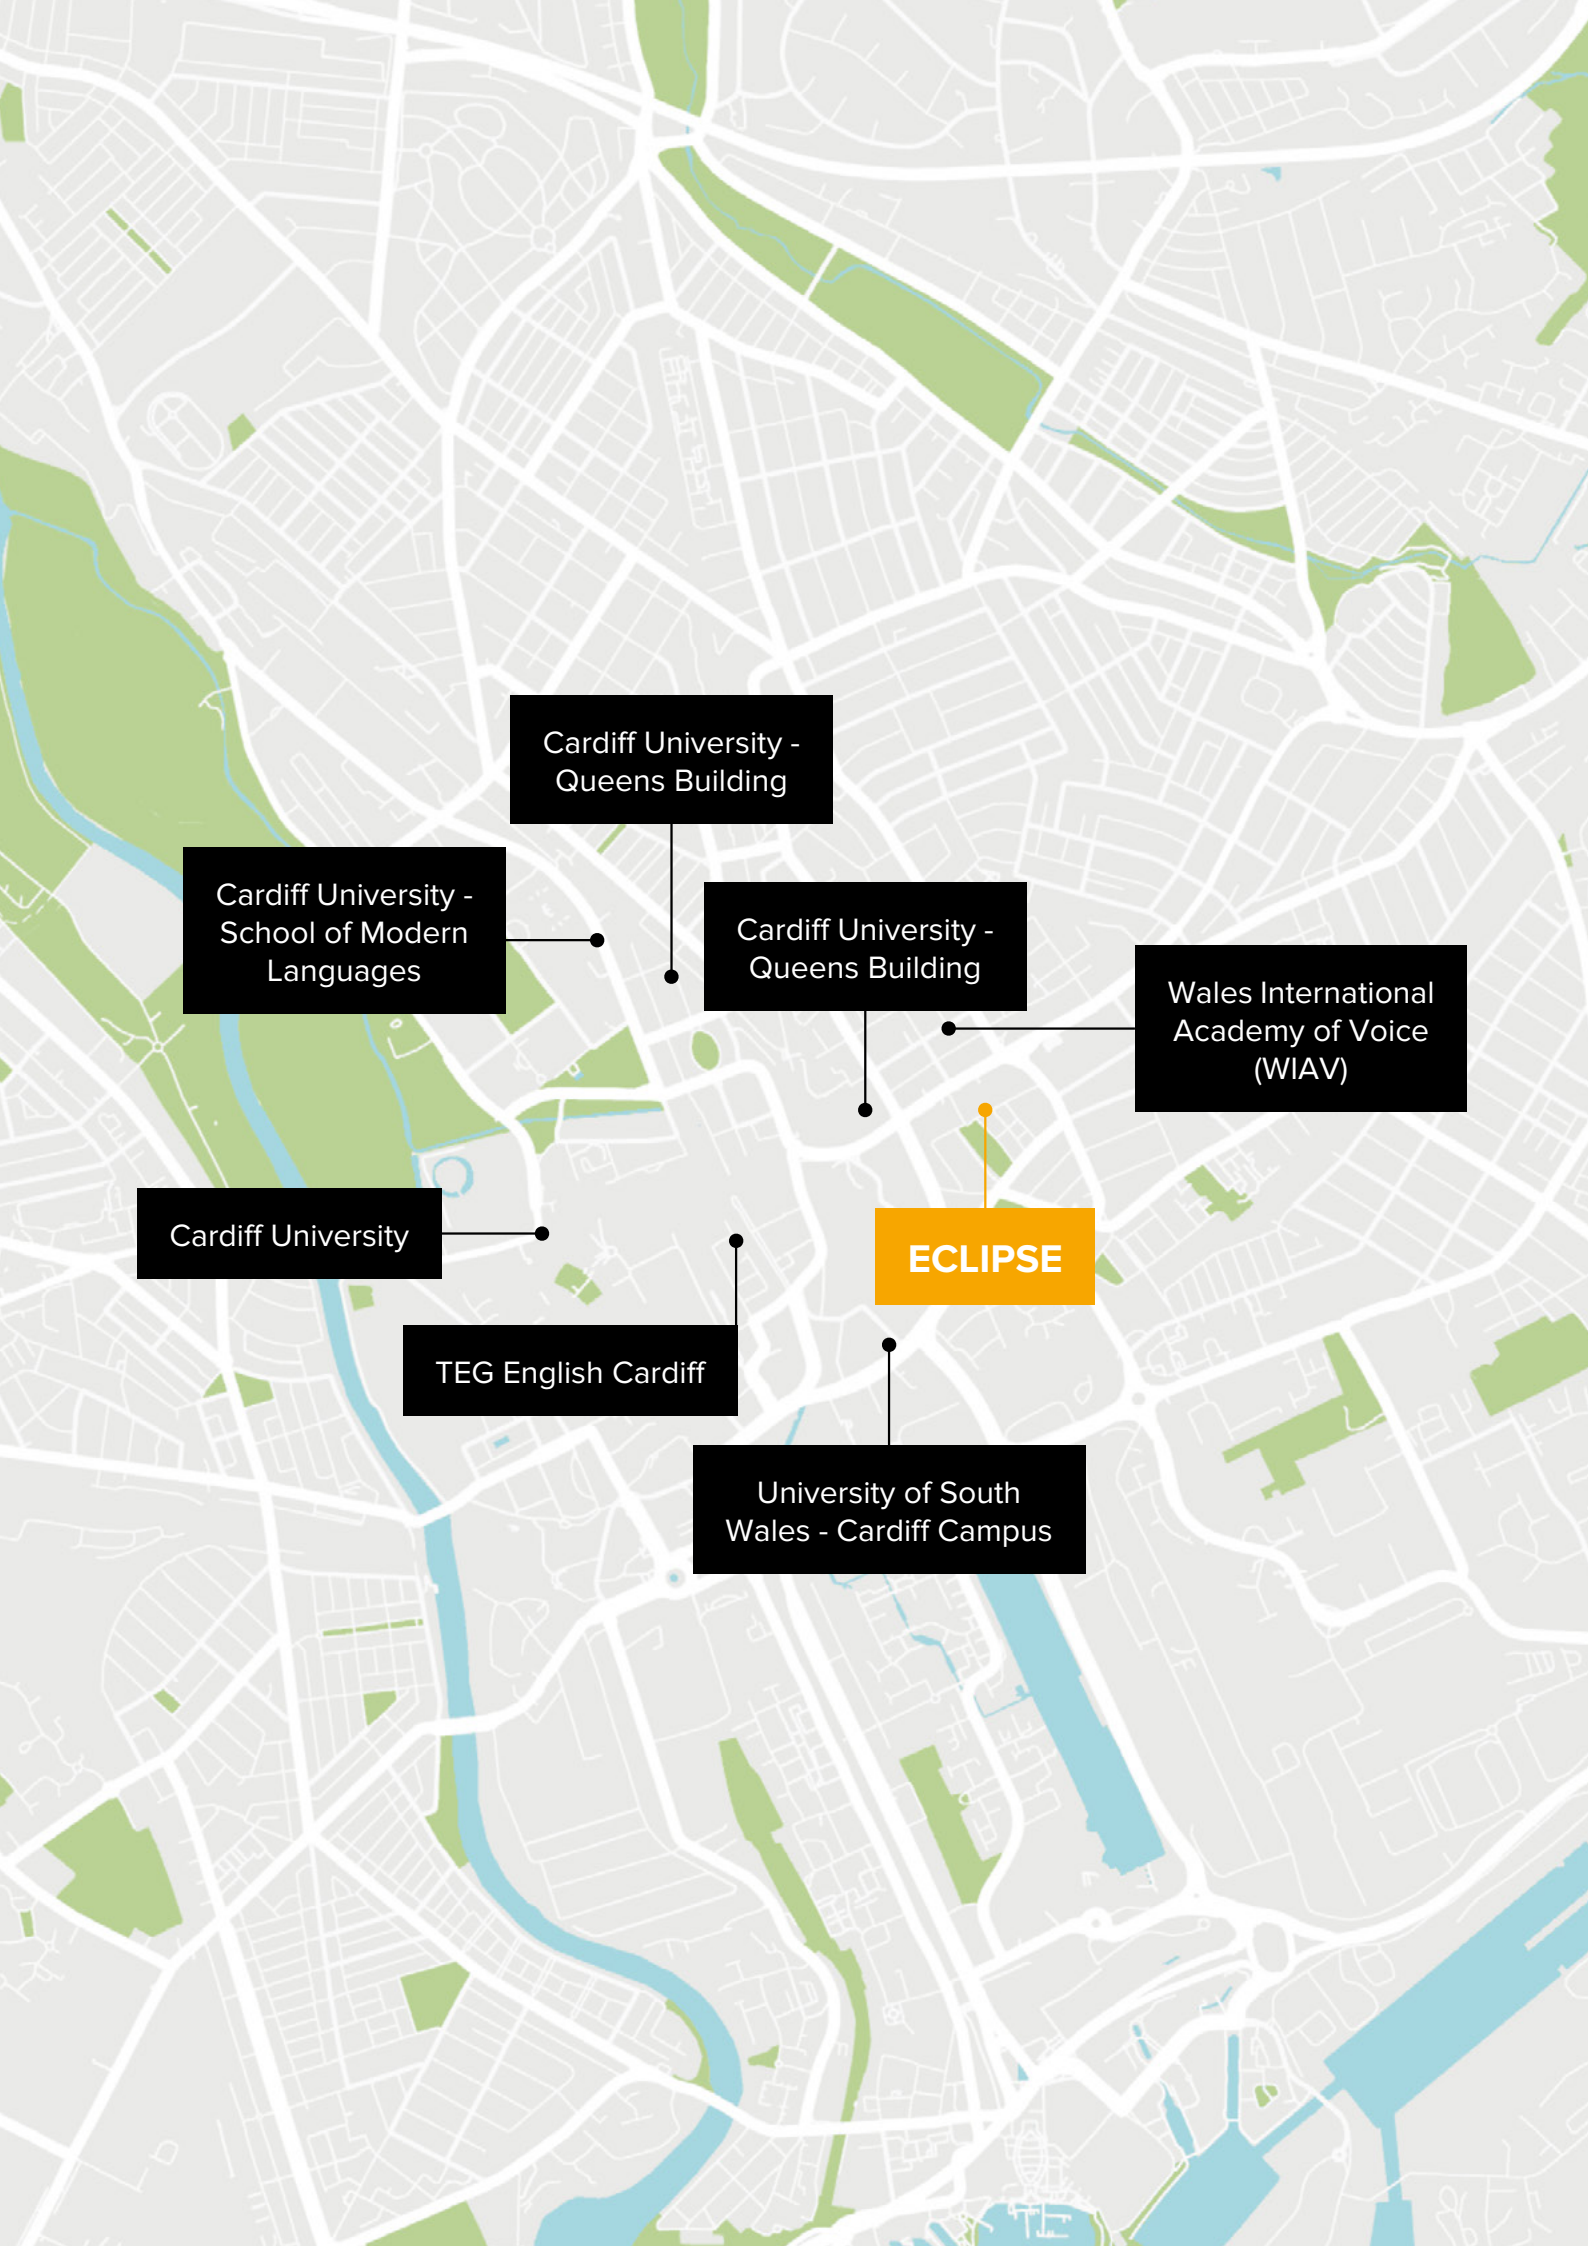 Cardiff University -
Queens Building
Cardiff University -
School of Modern
Languages
Cardiff University -
Queens Building
Wales International
Academy of Voice
(WIAV)
Cardiff University
ECLIPSE
TEG English Cardiff
University of South
Wales - Cardiff Campus